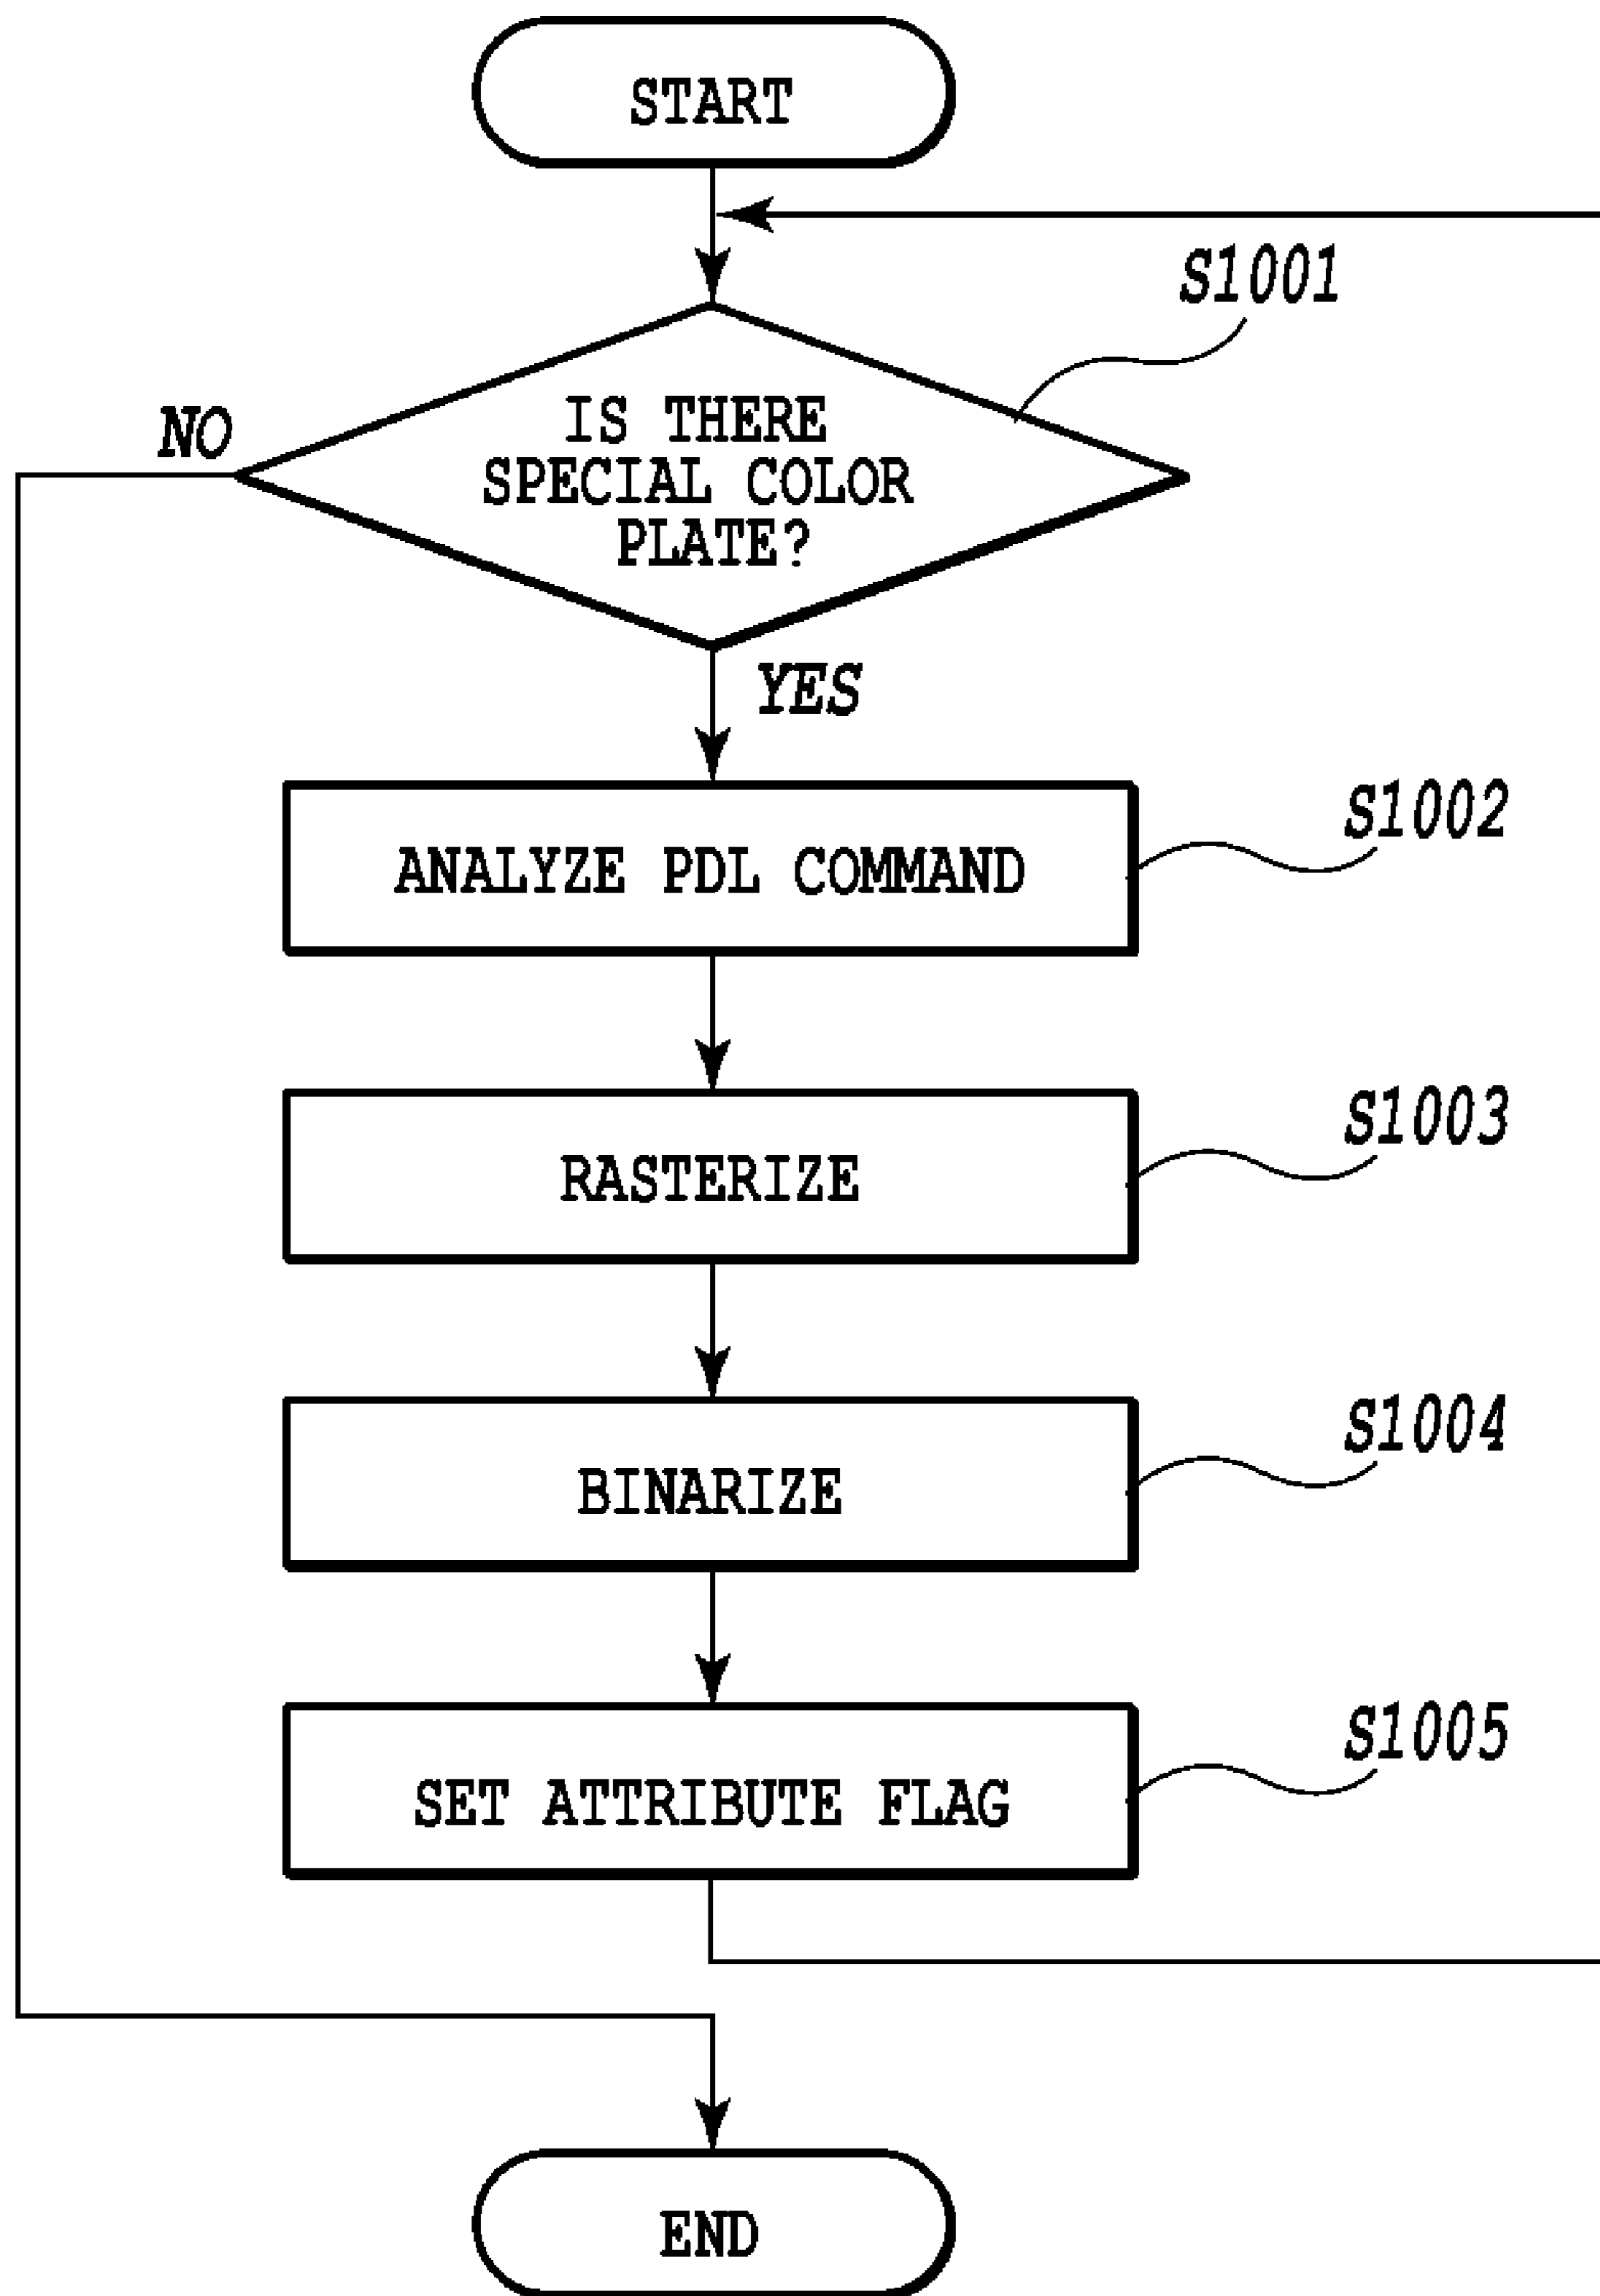 START
S1001
NO
IS THERE
SPECIAL COLOR
PLATE?
YES
S1002
ANALYZE PDL COMMAND
S1003
RASTERIZE
S1004
BINARIZE
S1005
SET ATTRIBUTE FLAG
END